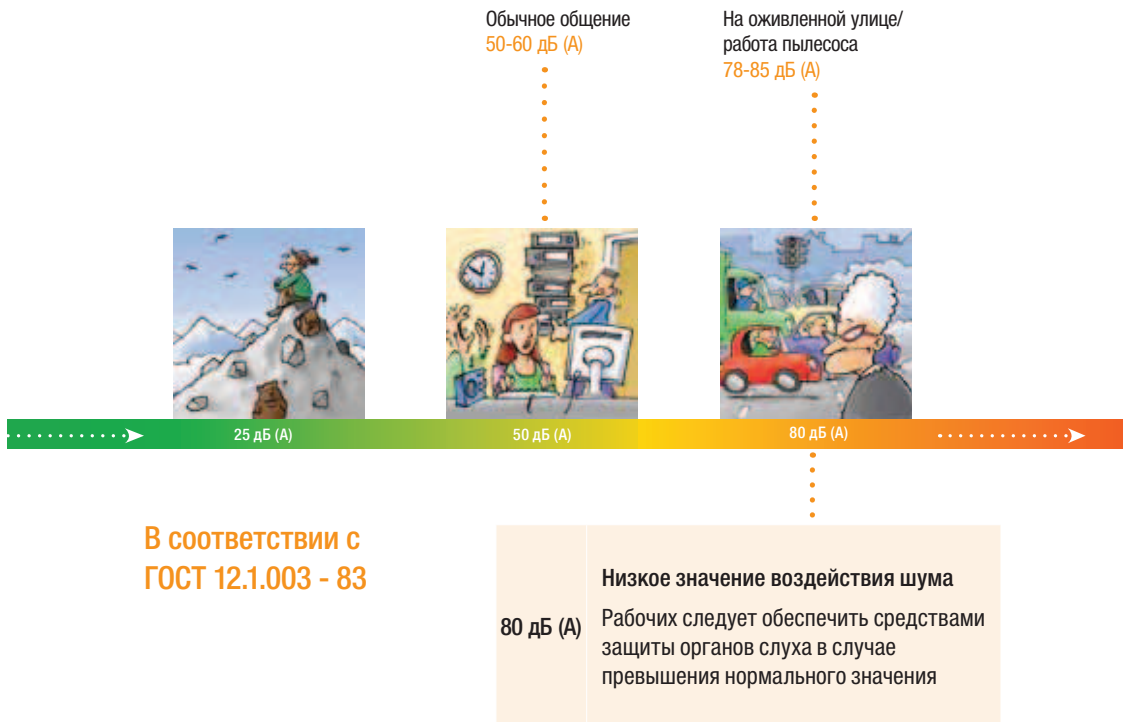 Обычное общение
50-60 дБ (А)
На оживленной улице/
работа пылесоса
78-85 дБ (А)
25 дБ (А)
50 дБ (А)
80 дБ (А)
В соответствии с
ГОСТ 12.1.003 - 83
80 дБ (А)
Низкое значение воздействия шума
Рабочих следует обеспечить средствами
защиты органов слуха в случае
превышения нормального значения